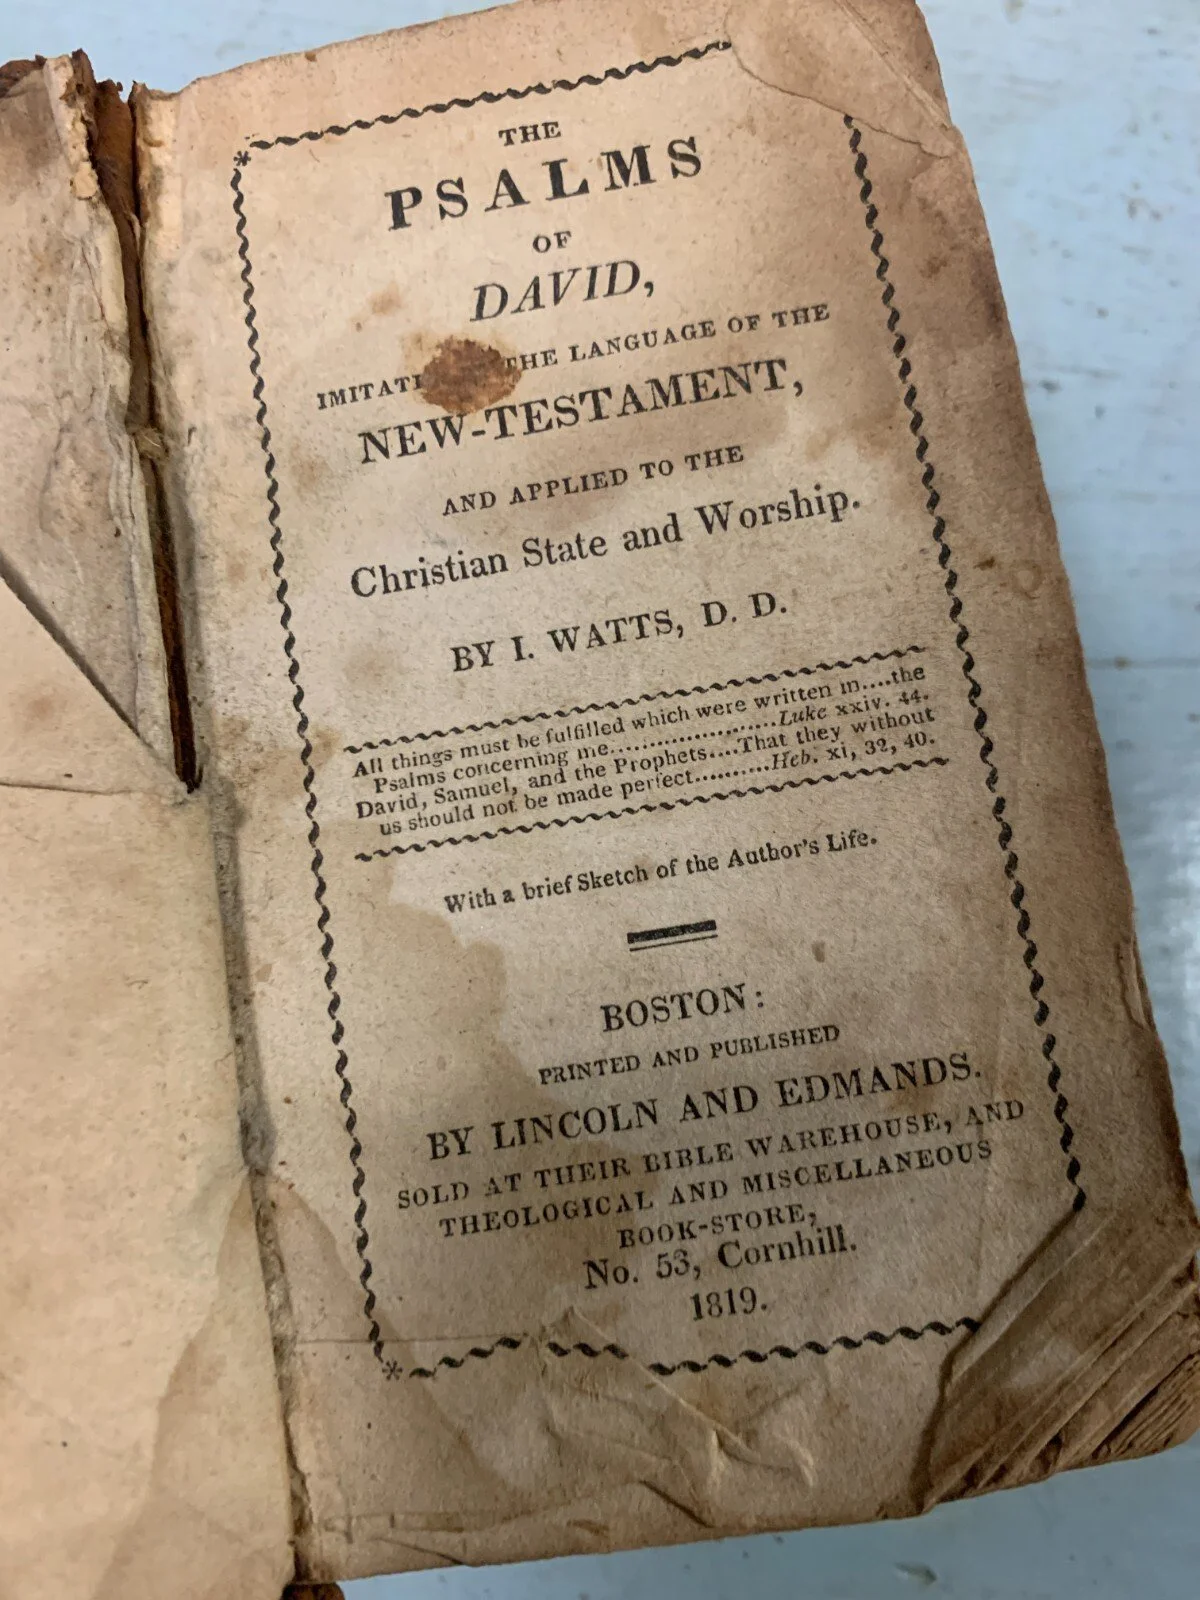 THE
PSALMS
OF
DAVID,
THE LANGUAGE OF THE
NEW-TESTAMENT,
AND APPLIED TO THE
Christian State and Worship.
BY I. WATTS, D. D.
All things must be fulfilled which were written in....the
Psalms concerning me.....................Luke xxiv. 44.
David, Samuel, and the Prophets....That they without
us should not be made perfect..........Heb. xi, 32, 40.
With a brief Sketch of the Author's Life.
BOSTON:
PRINTED AND PUBLISHED
BY LINCOLN AND EDMANDS.
SOLD AT THEIR BIBLE WAREHOUSE, AND
THEOLOGICAL AND MISCELLANEOUS
BOOK-STORE,
No. 53, Cornhill.
1819.